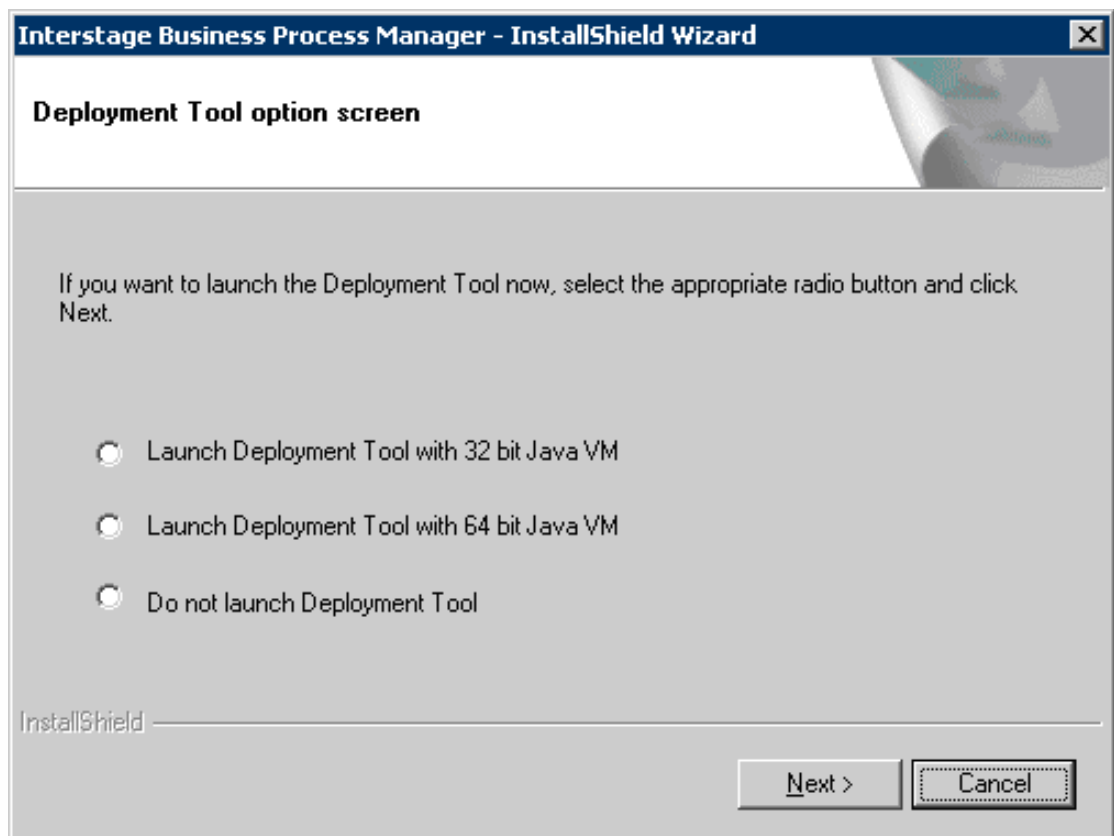 Interstage Business Process Manager - InstallShield Wizard
Deployment Tool option screen
If you want to launch the Deployment Tool now, select the appropriate radio button and click
Next.
Launch Deployment Tool with 32 bit Java VM
Launch Deployment Tool with 64 bit Java VM
Do not launch Deployment Tool
InstallShield
Next >
Cancel